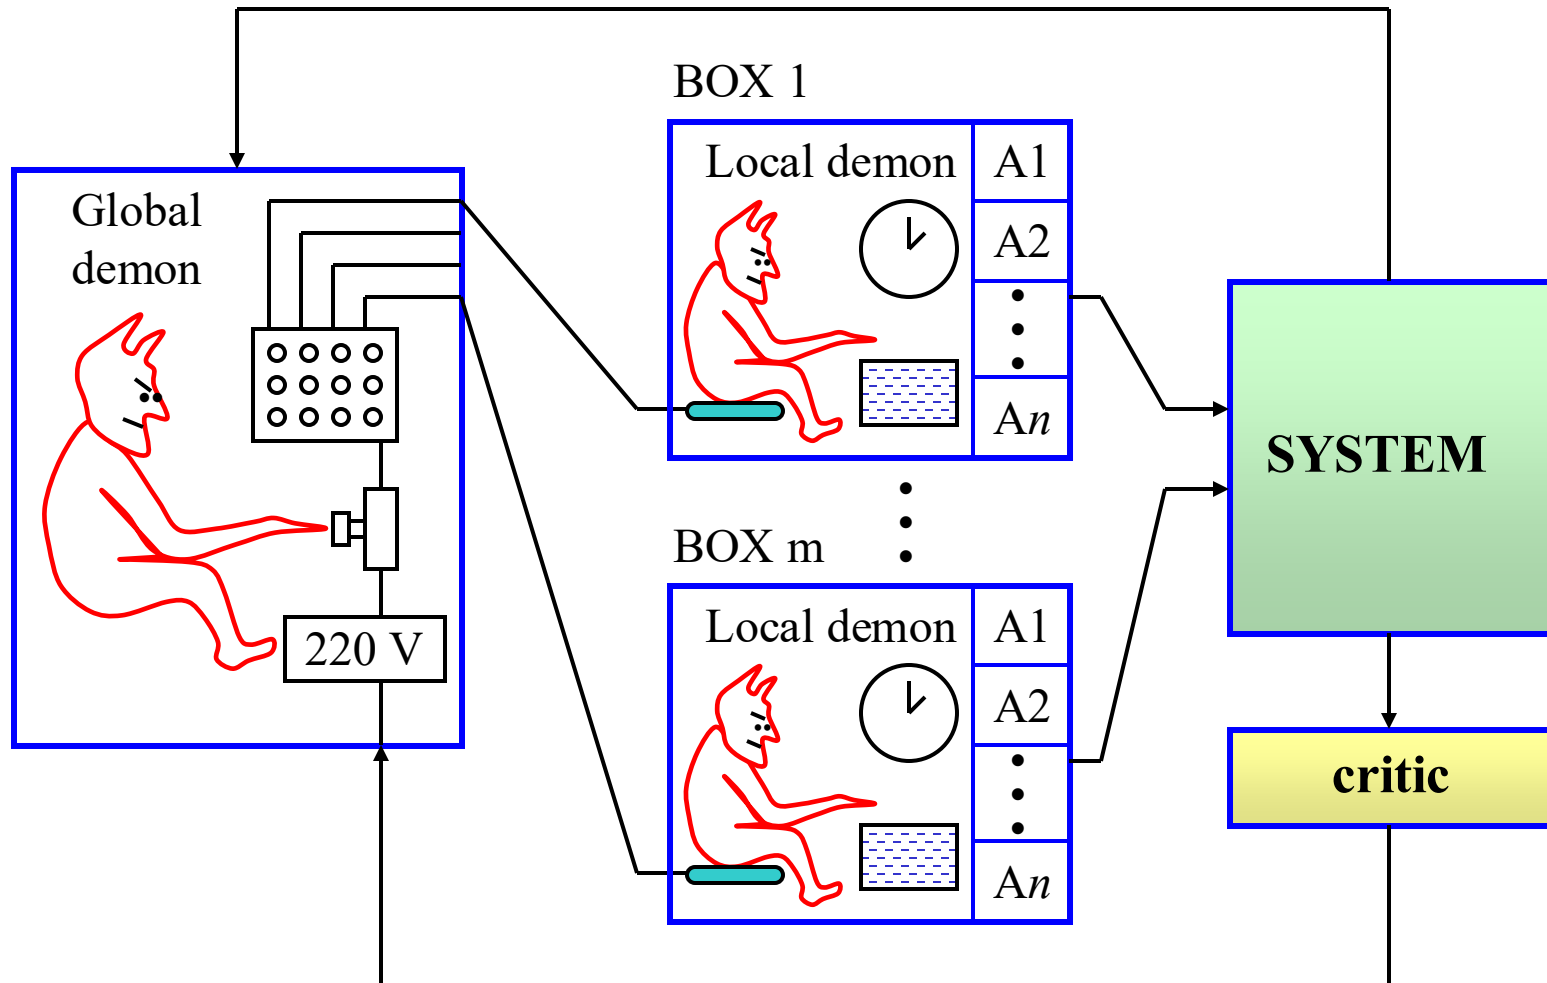 BOX 1
Global
demon
Local demon
A1
A2
An
SYSTEM
BOX m
220 V
Local demon
A1
A2
An
critic